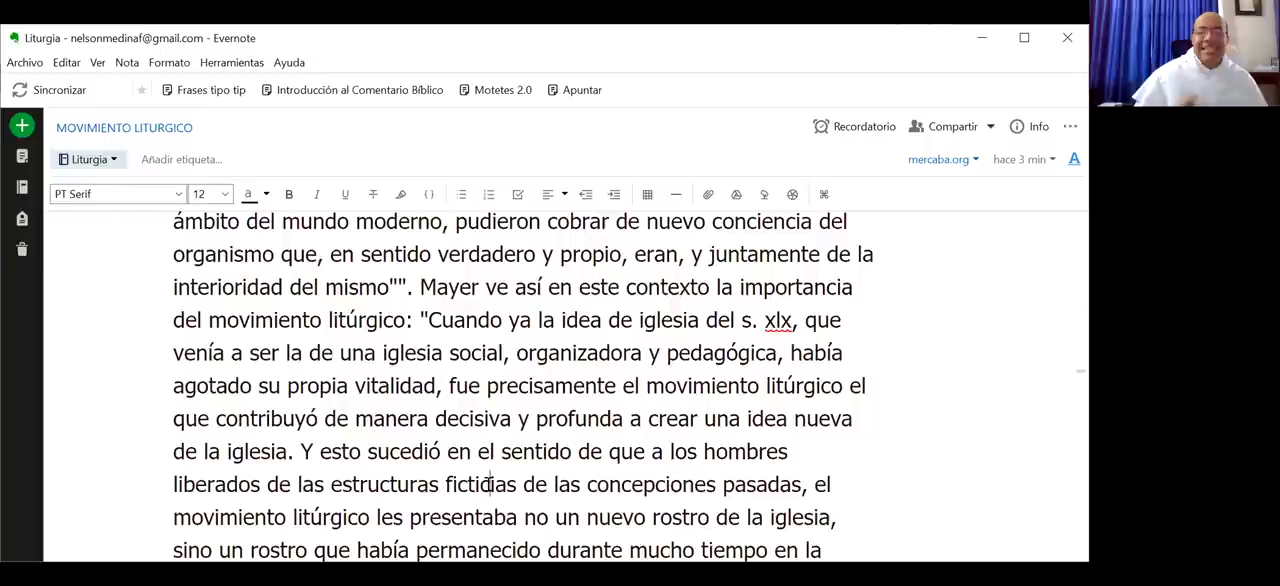 Liturgia - nelsonmedinaf@gmail.com - Evernote
Archivo Editar Ver Nota Formato Herramientas Ayuda
Sincronizar Frases tipo tip Introducción al Comentario Bíblico Motetes 2.0 Apuntar
MOVIMIENTO LITURGICO Recordatorio Compartir Info
Liturgia Añadir etiqueta... mercaba.org hace 3 min
PT Serif 12
ámbito del mundo moderno, pudieron cobrar de nuevo conciencia del
organismo que, en sentido verdadero y propio, eran, y juntamente de la
interioridad del mismo"". Mayer ve así en este contexto la importancia
del movimiento litúrgico: "Cuando ya la idea de iglesia del s. xlx, que
venía a ser la de una iglesia social, organizadora y pedagógica, había
agotado su propia vitalidad, fue precisamente el movimiento litúrgico el
que contribuyó de manera decisiva y profunda a crear una idea nueva
de la iglesia. Y esto sucedió en el sentido de que a los hombres
liberados de las estructuras ficticias de las concepciones pasadas, el
movimiento litúrgico les presentaba no un nuevo rostro de la iglesia,
sino un rostro que había permanecido durante mucho tiempo en la